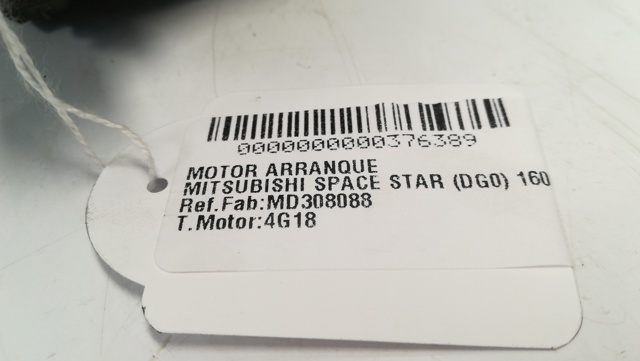 0000000000376389
MOTOR ARRANQUE
MITSUBISHI SPACE STAR (DG0) 160
Ref.Fab:MD308088
T.Motor:4G18